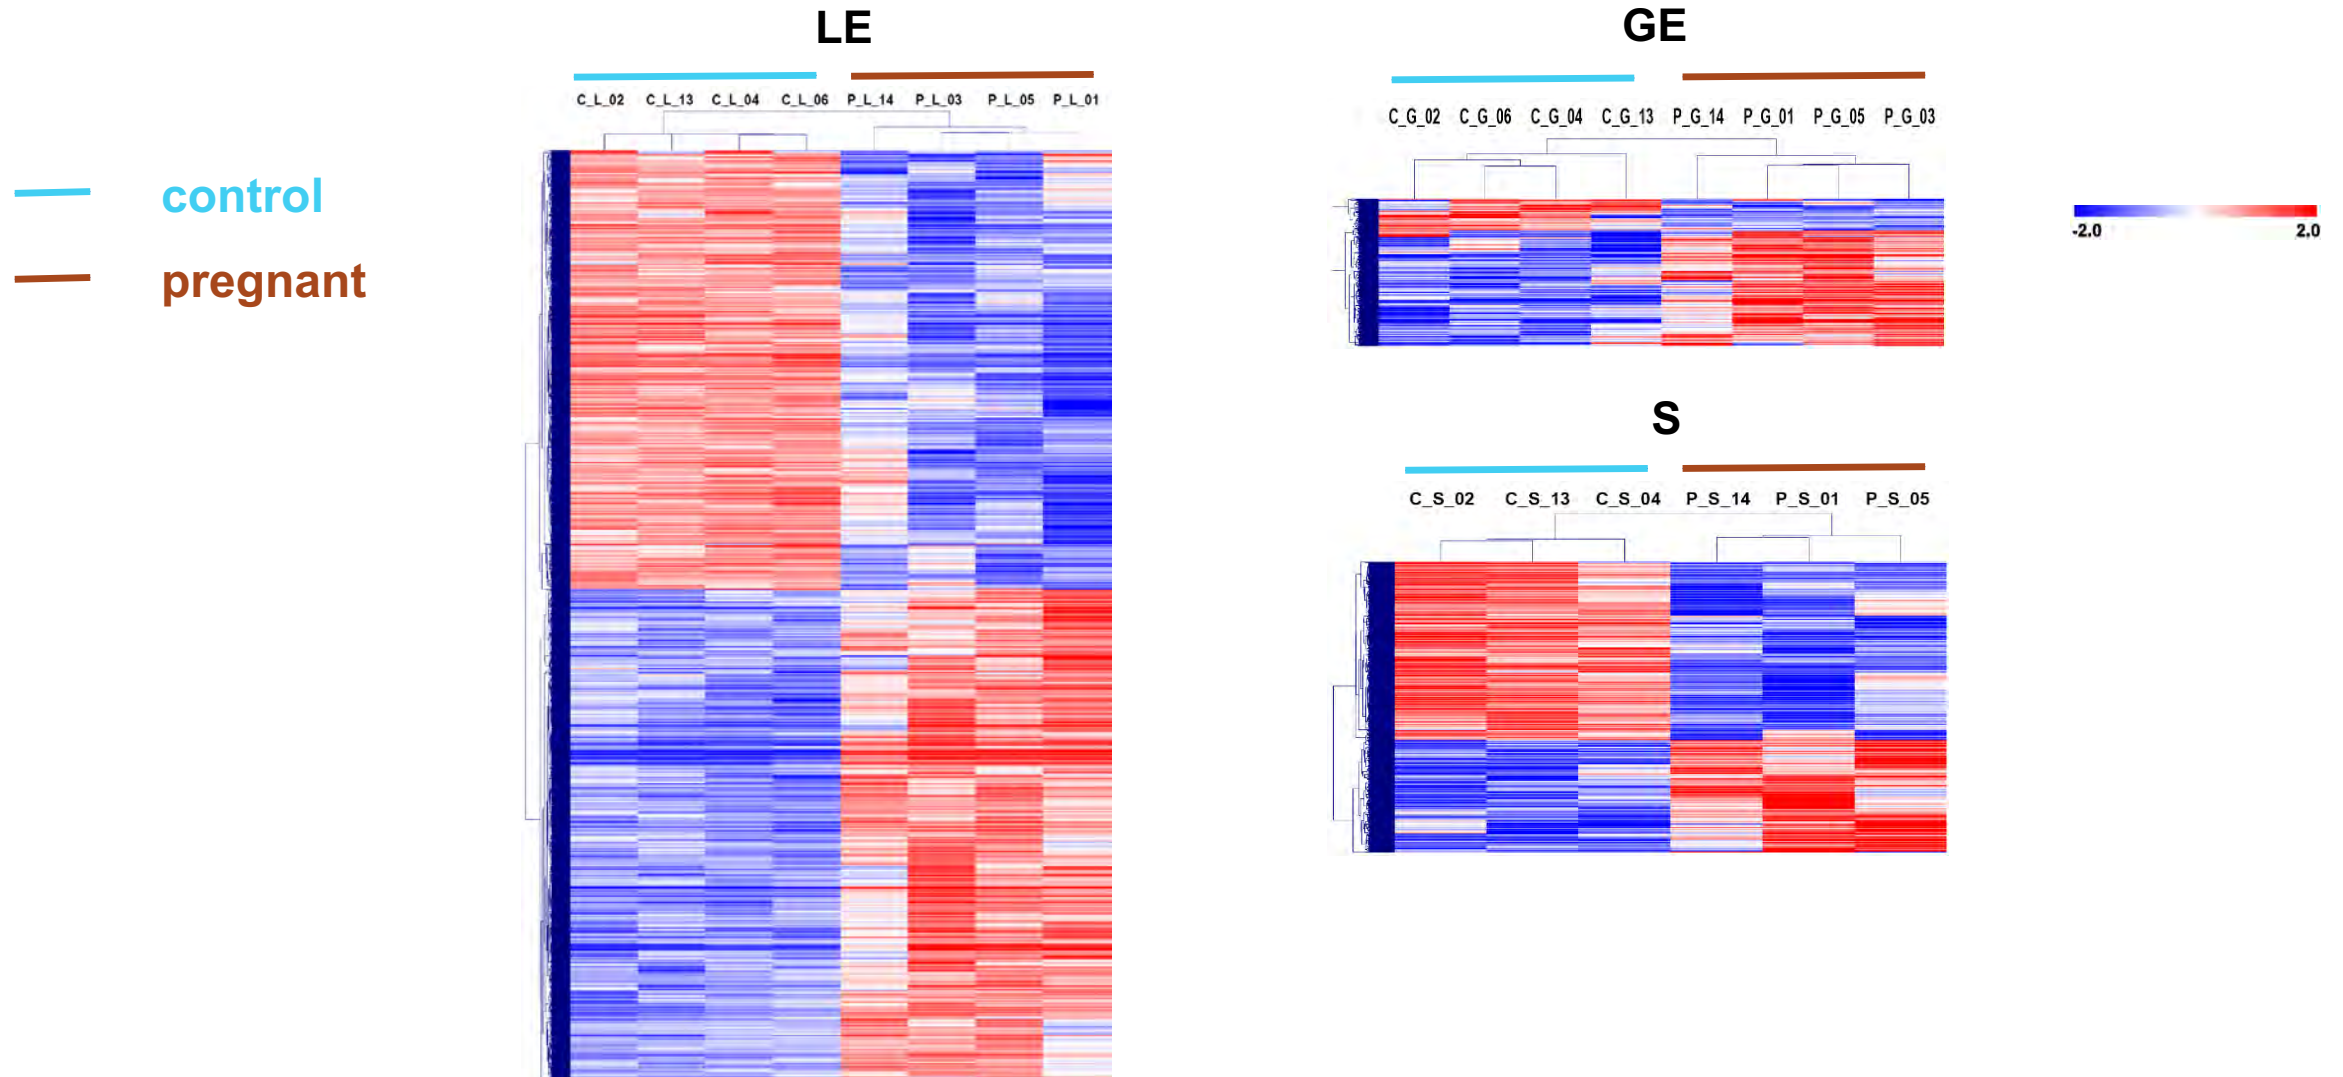 LE
C_L_02 C_L_13 C_L_04 C_L_06 P_L_14 P_L_03 P_L_05 P_L_01
control
pregnant
GE
C_G_02 C_G_06 C_G_04 C_G_13 P_G_14 P_G_01 P_G_05 P_G_03
-2.0 2.0
S
C_S_02 C_S_13 C_S_04 P_S_14 P_S_01 P_S_05